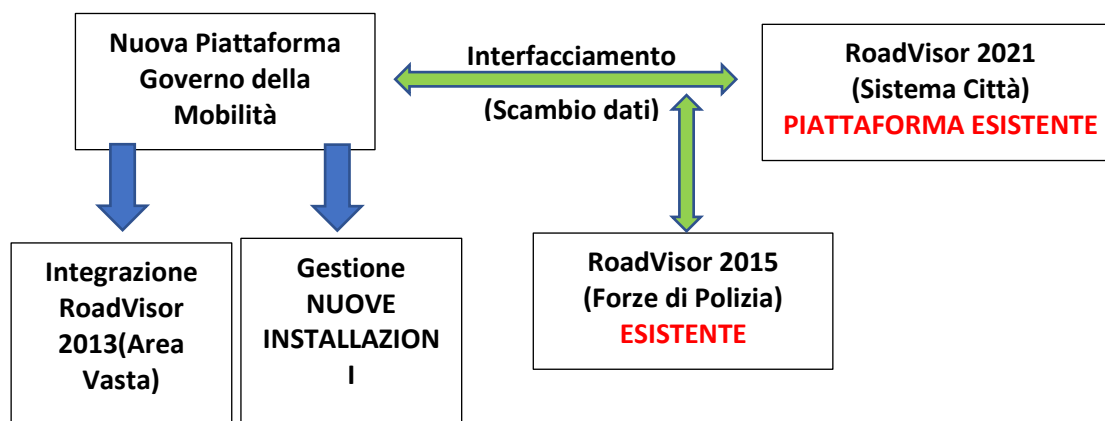 Nuova Piattaforma
Governo della
Mobilità
Interfacciamento
(Scambio dati)
RoadVisor 2021
(Sistema Città)
PIATTAFORMA ESISTENTE
Integrazione
RoadVisor
2013(Area
Vasta)
Gestione
NUOVE
INSTALLAZION
I
RoadVisor 2015
(Forze di Polizia)
ESISTENTE